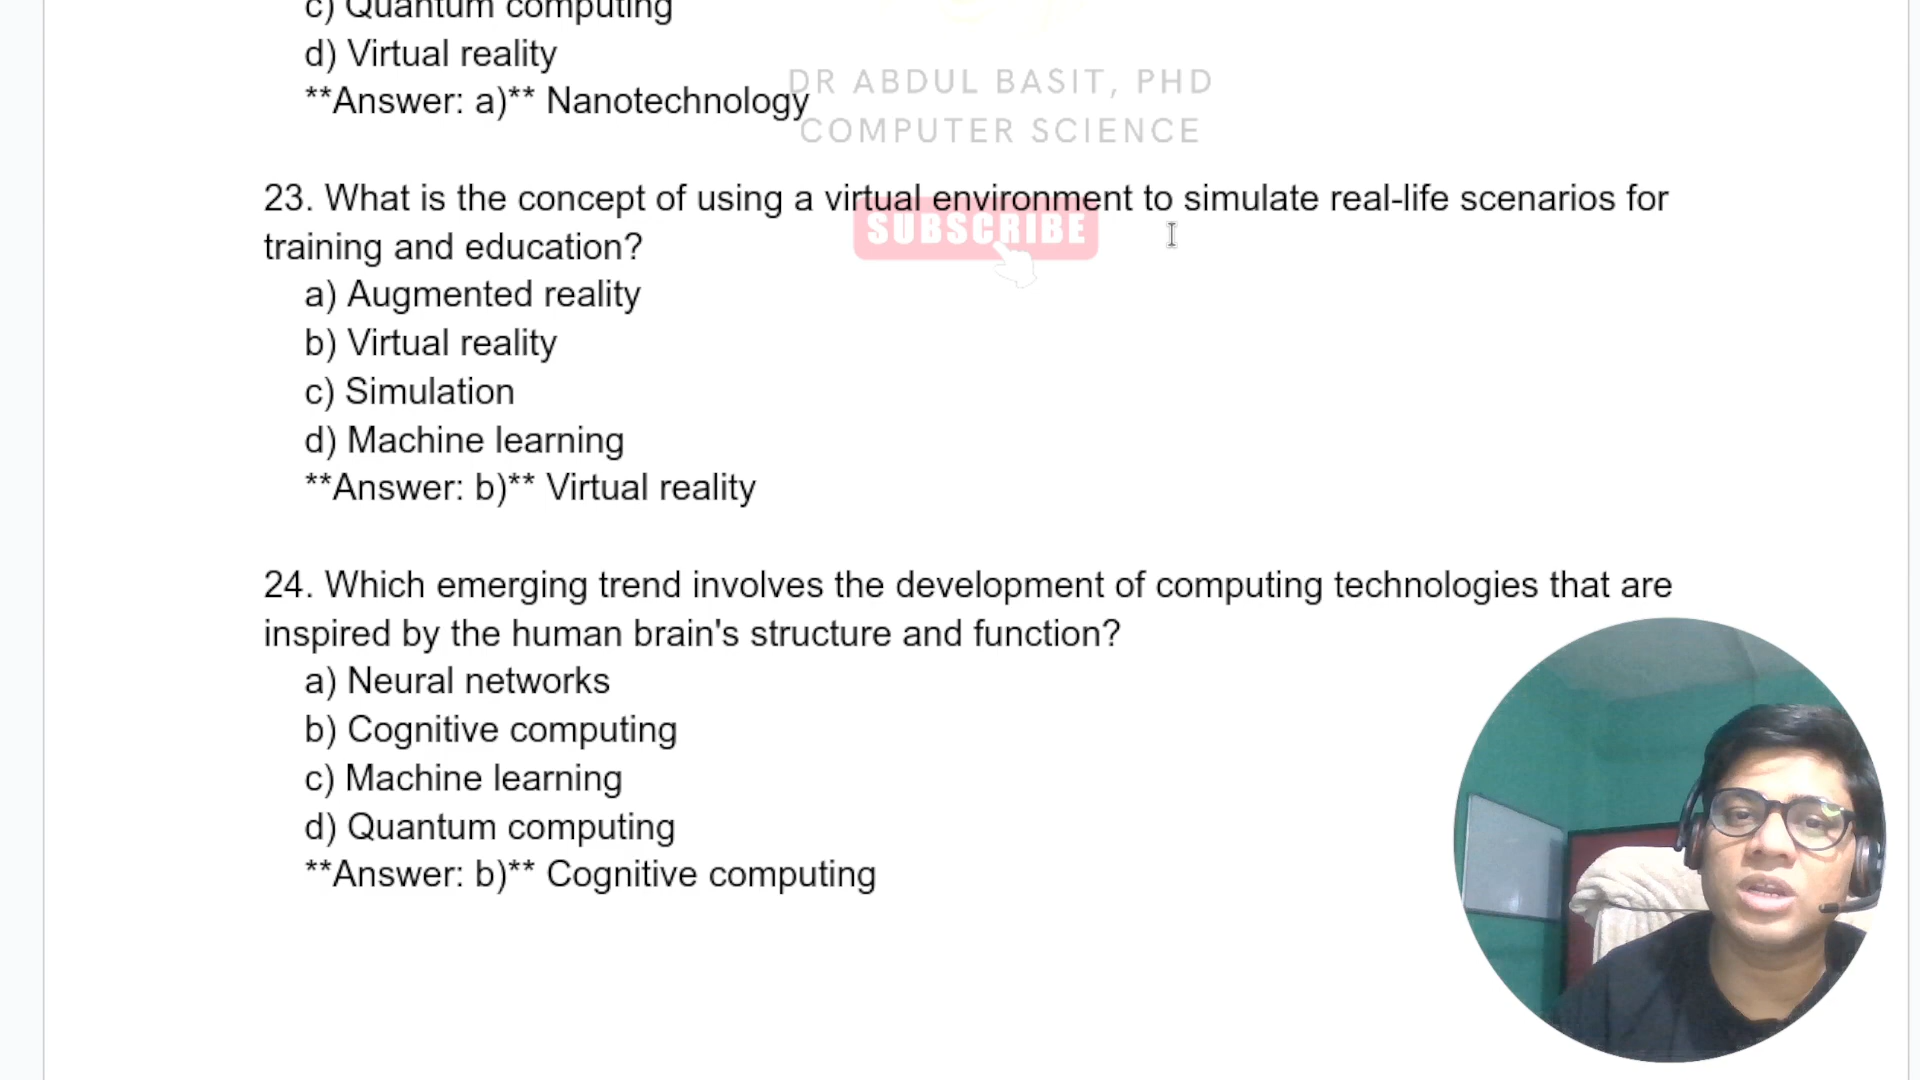 c) Quantum computing
d) Virtual reality
**Answer: a)** Nanotechnology
DR ABDUL BASIT, PHD
COMPUTER SCIENCE
23. What is the concept of using a virtual environment to simulate real-life scenarios for
training and education?
SUBSCRIBE
a) Augmented reality
b) Virtual reality
c) Simulation
d) Machine learning
**Answer: b)** Virtual reality
24. Which emerging trend involves the development of computing technologies that are
inspired by the human brain's structure and function?
a) Neural networks
b) Cognitive computing
c) Machine learning
d) Quantum computing
**Answer: b)** Cognitive computing